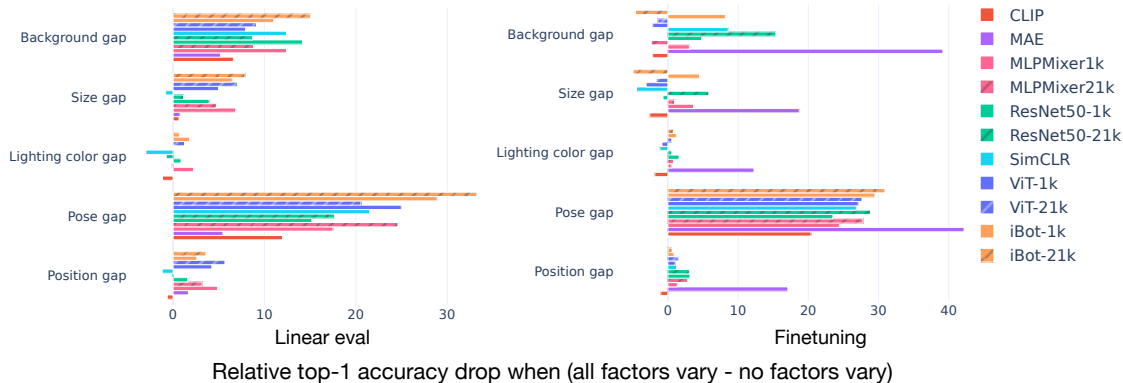 Background gap
Size gap
Lighting color gap
Pose gap
Position gap
0 10 20 30
Linear eval
Background gap
Size gap
Lighting color gap
Pose gap
Position gap
0 10 20 30 40
Finetuning
CLIP
MAE
MLPMixer1k
MLPMixer21k
ResNet50-1k
ResNet50-21k
SimCLR
ViT-1k
ViT-21k
iBot-1k
iBot-21k
Relative top-1 accuracy drop when (all factors vary - no factors vary)